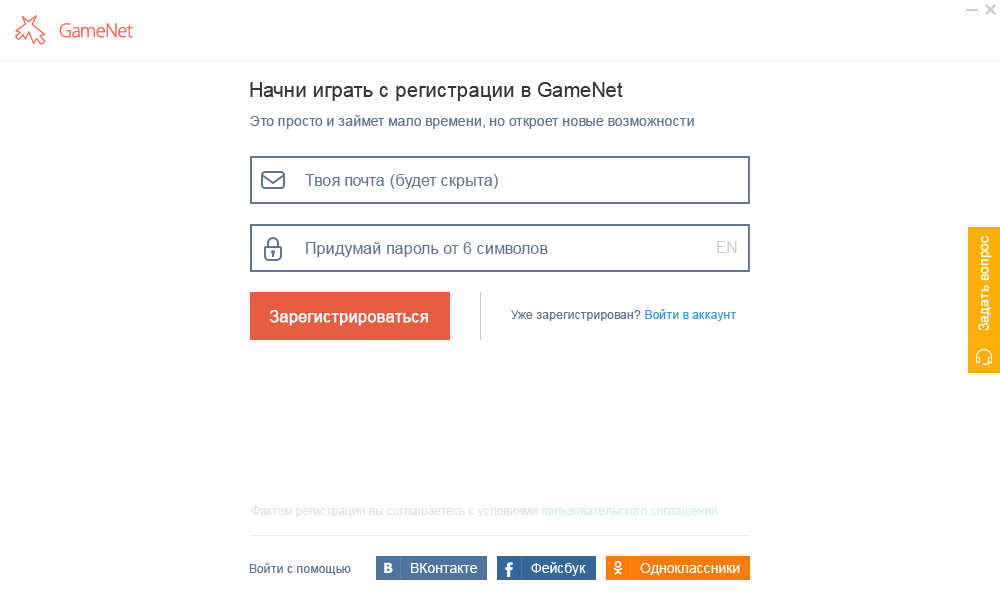 GameNet
Начни играть с регистрации в GameNet
Это просто и займет мало времени, но откроет новые возможности
Твоя почта (будет скрыта)
Придумай пароль от 6 символов EN
Зарегистрироваться
Уже зарегистрирован? Войти в аккаунт
Задать вопрос
Фактом регистрации вы соглашаетесь с условиями пользовательского соглашения
Войти с помощью
ВКонтакте
Фейсбук
Одноклассники